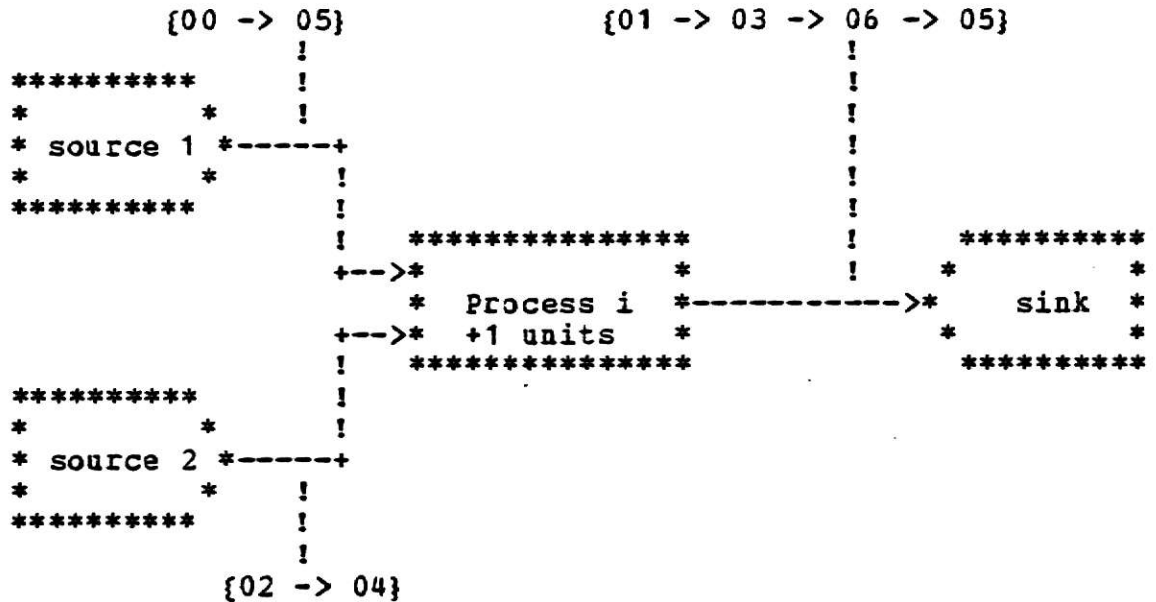 {00 -> 05} {01 -> 03 -> 06 -> 05}
source 1
Process i
+1 units
sink
source 2
{02 -> 04}